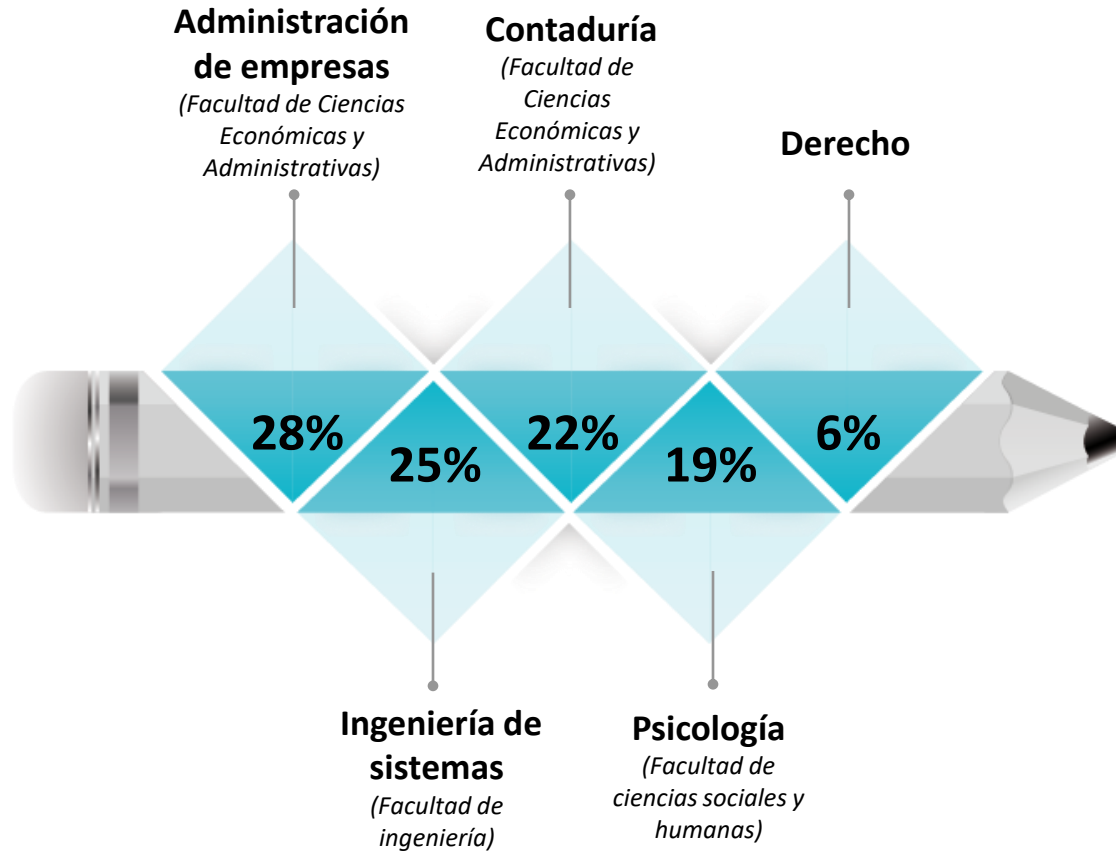 Administración
de empresas
(Facultad de Ciencias
Económicas y
Administrativas)
Contaduría
(Facultad de
Ciencias
Económicas y
Administrativas)
Derecho
28%
25%
22%
19%
6%
Ingeniería de
sistemas
(Facultad de
ingeniería)
Psicología
(Facultad de
ciencias sociales y
humanas)